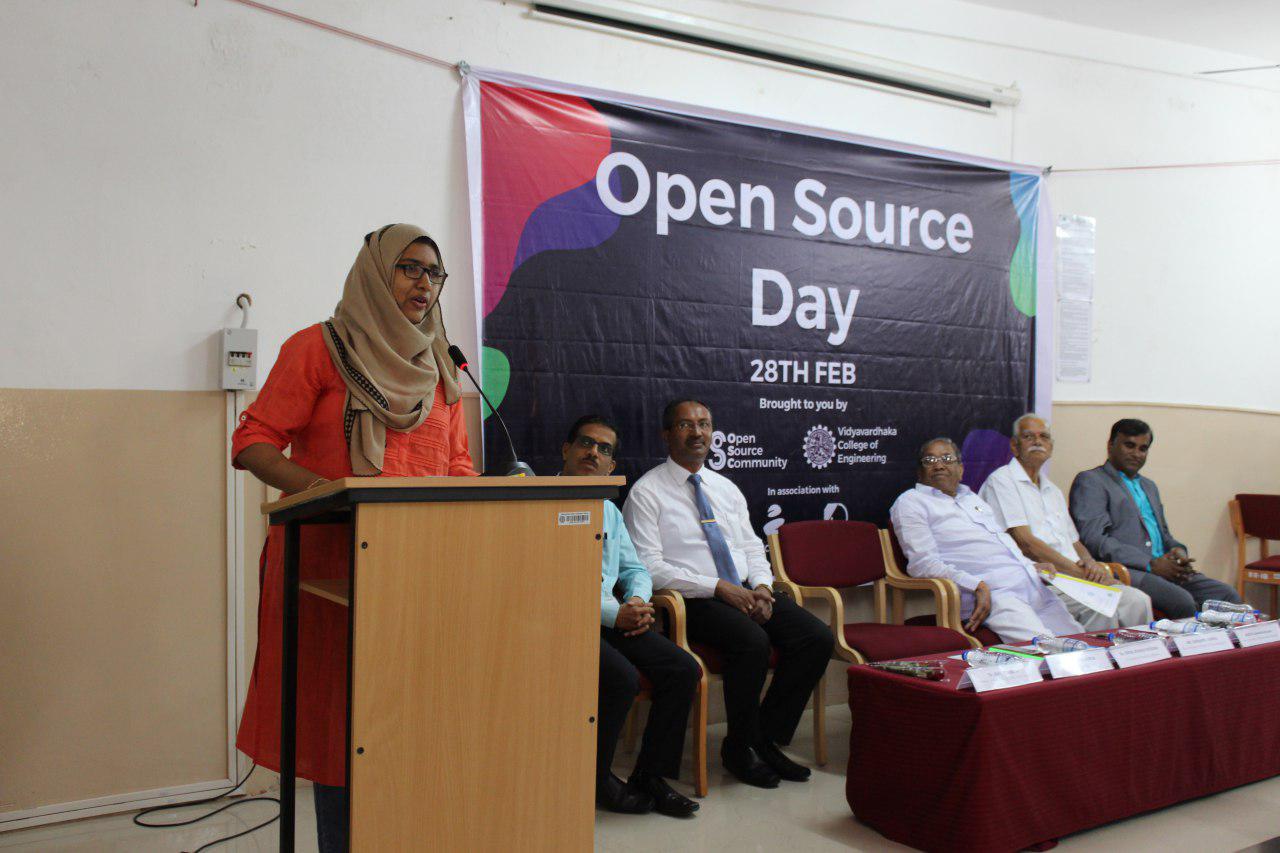 Open Source
Day
28TH FEB
Brought to you by
Open
Source
Community
Vidyavardhaka
College of
Engineering
In association with